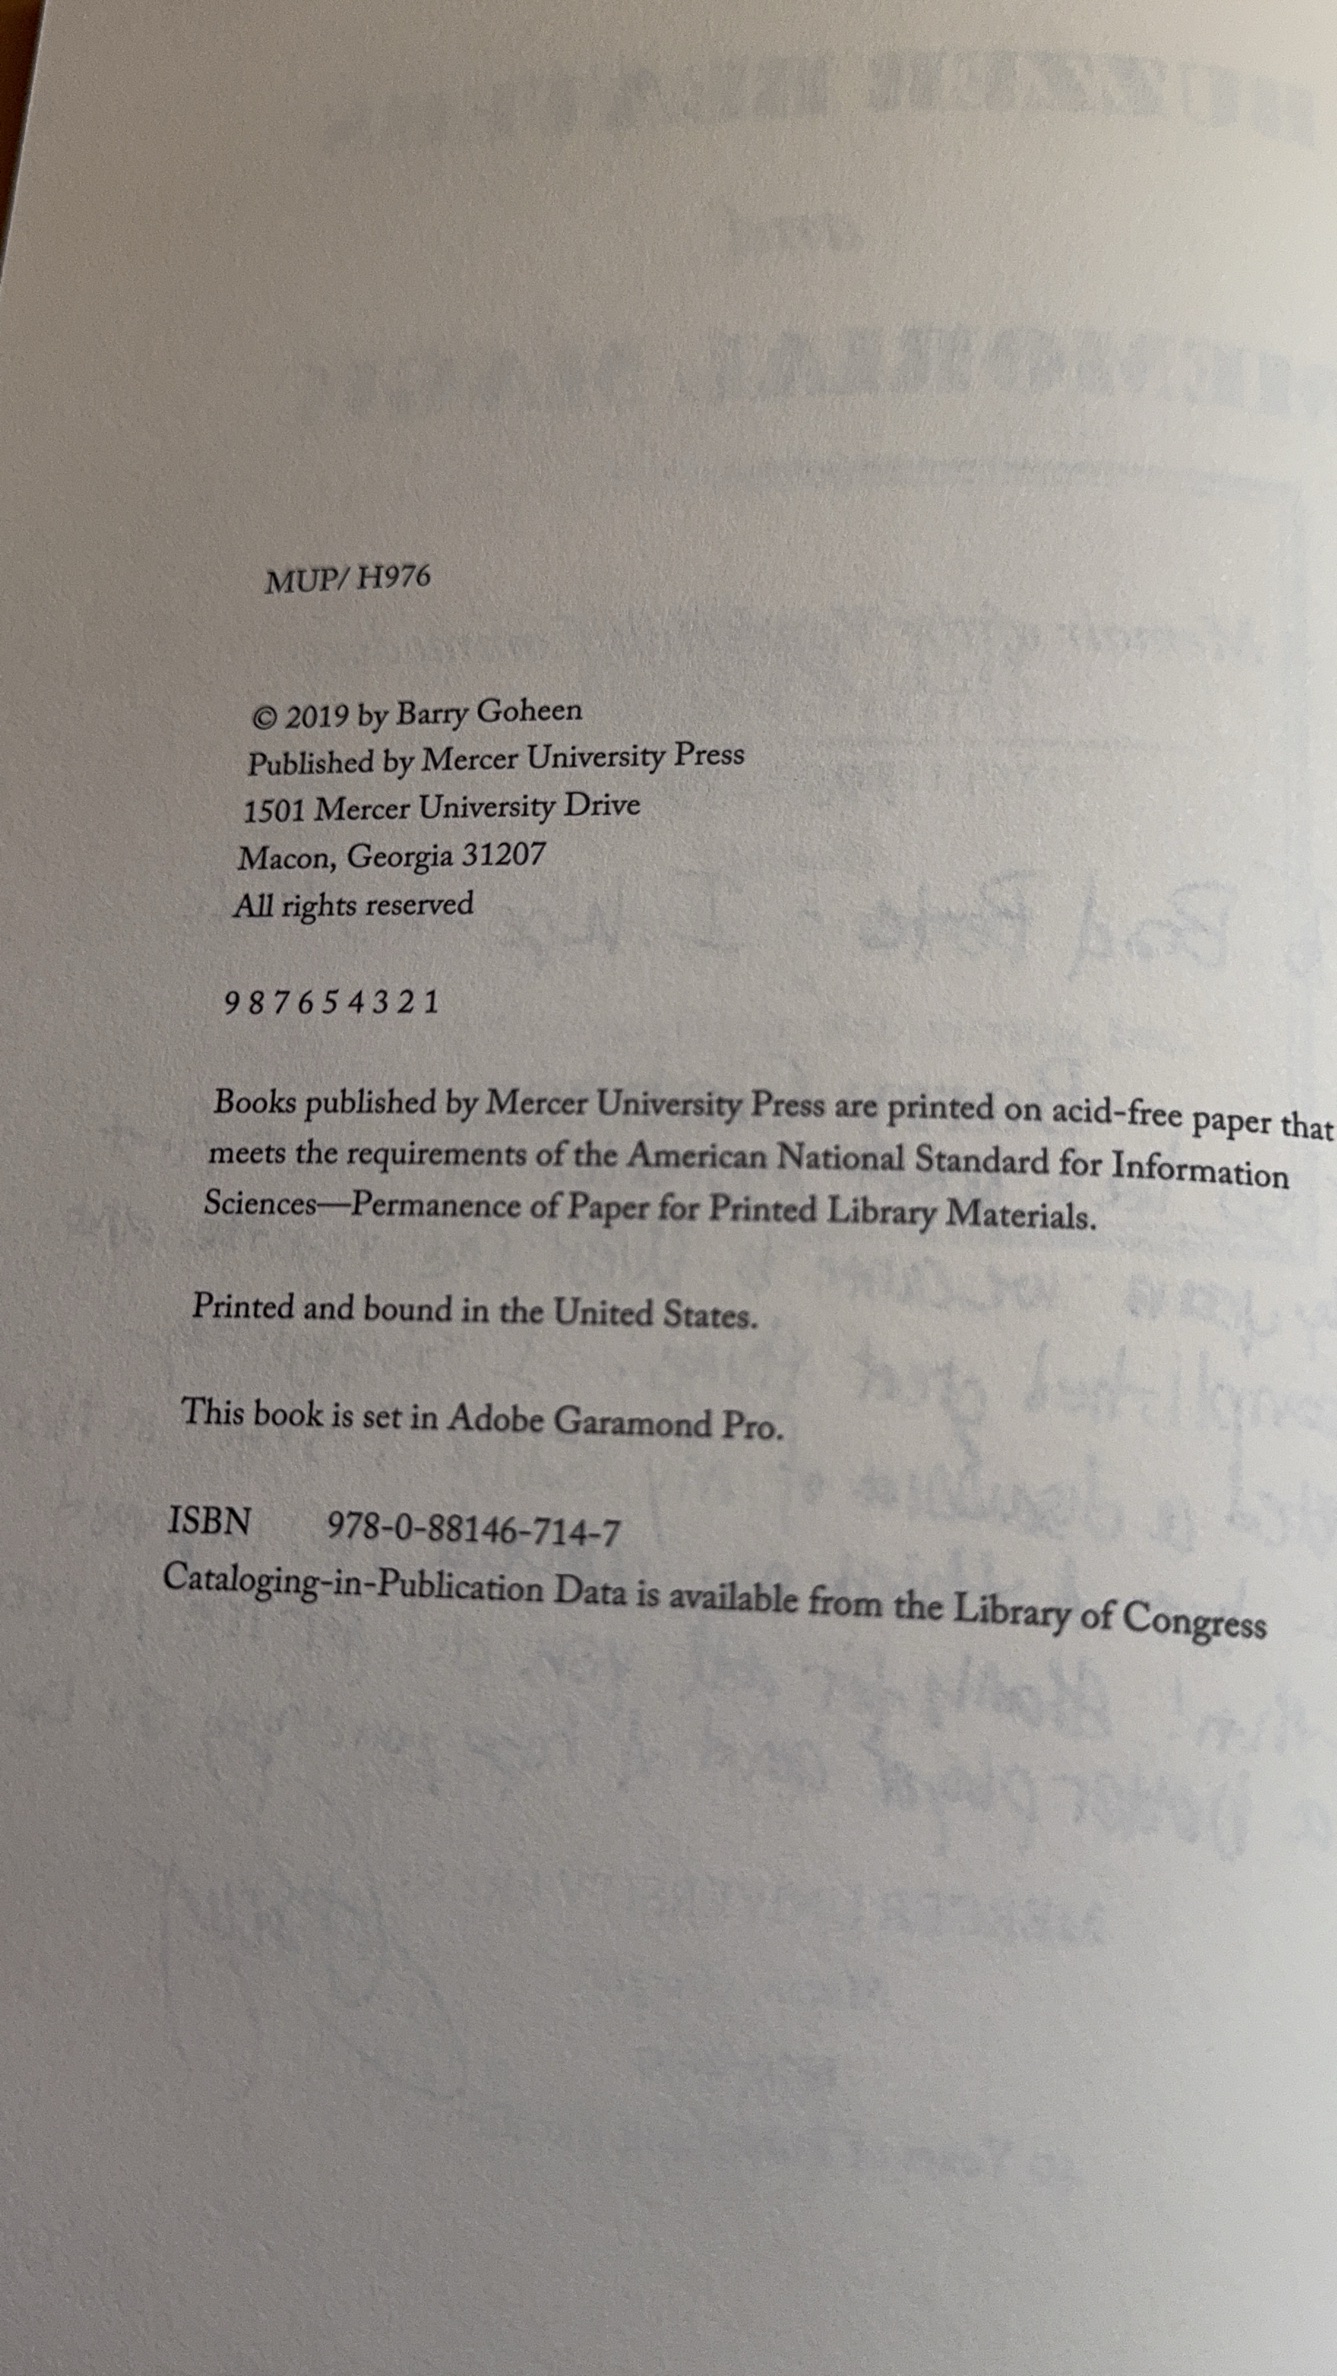 MUP/ H976
© 2019 by Barry Goheen
Published by Mercer University Press
1501 Mercer University Drive
Macon, Georgia 31207
All rights reserved
9 8 7 6 5 4 3 2 1
Books published by Mercer University Press are printed on acid-free paper that
meets the requirements of the American National Standard for Information
Sciences—Permanence of Paper for Printed Library Materials.
Printed and bound in the United States.
This book is set in Adobe Garamond Pro.
ISBN 978-0-88146-714-7
Cataloging-in-Publication Data is available from the Library of Congress